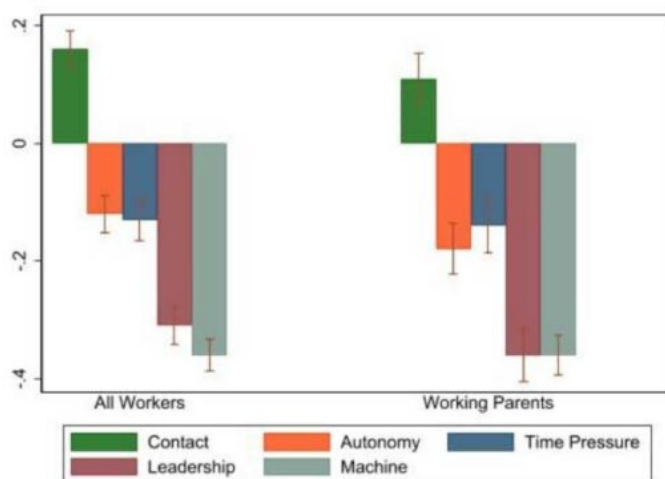 .2
0
-.2
-.4
All Workers Working Parents
Contact Autonomy Time Pressure
Leadership Machine